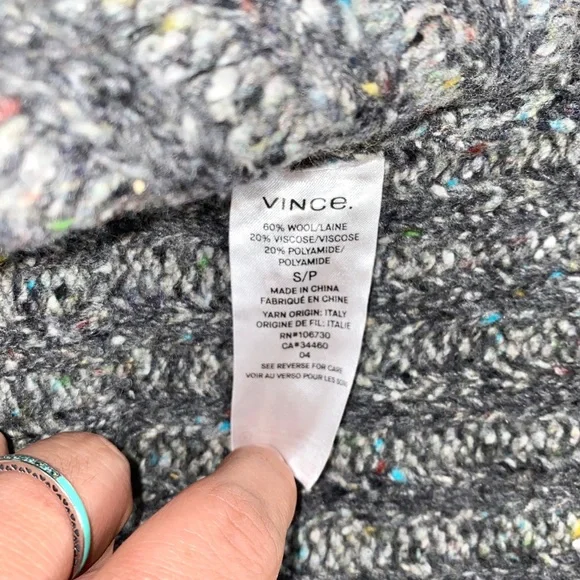 VINCe.
60% WOOL/LAINE
20% VISCOSE/VISCOSE
20% POLYAMIDE/
POLYAMIDE
S/P
MADE IN CHINA
FABRIQUÉ EN CHINE
YARN ORIGIN: ITALY
ORIGINE DE FIL: ITALIE
RN#106730
CA#34460
04
SEE REVERSE FOR CARE
VOIR AU VERSO POUR LES SOINS